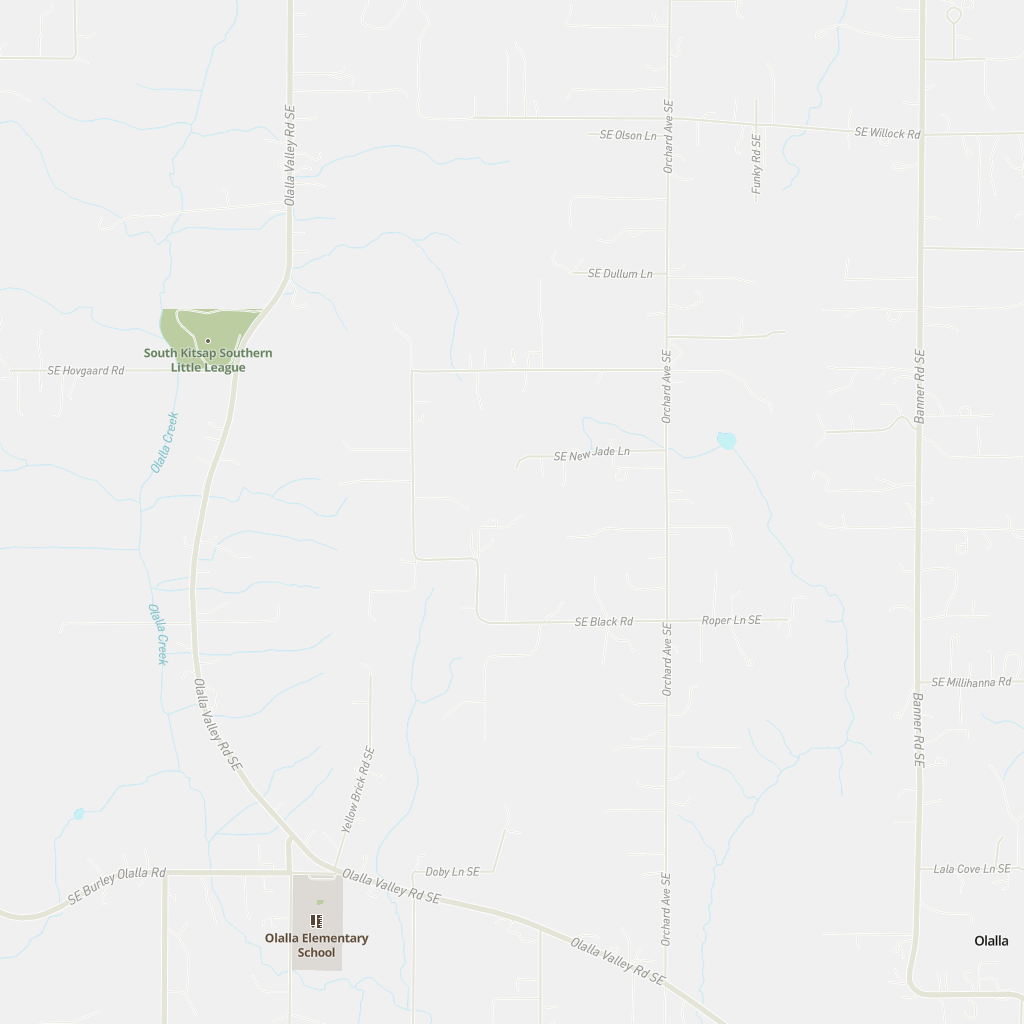 Olalla Valley Rd SE
Orchard Ave SE
SE Olson Ln
Funky Rd SE
SE Willock Rd
SE Dullum Ln
South Kitsap Southern
Little League
SE Hovgaard Rd
Orchard Ave SE
Banner Rd SE
Olalla Creek
SE New Jade Ln
Olalla Creek
SE Black Rd
Roper Ln SE
Orchard Ave SE
Olalla Valley Rd SE
SE Millihanna Rd
Banner Rd SE
Yellow Brick Rd SE
SE Burley Olalla Rd
Doby Ln SE
Lala Cove Ln SE
Olalla Valley Rd SE
Orchard Ave SE
Olalla Elementary
School
Olalla Valley Rd SE
Olalla